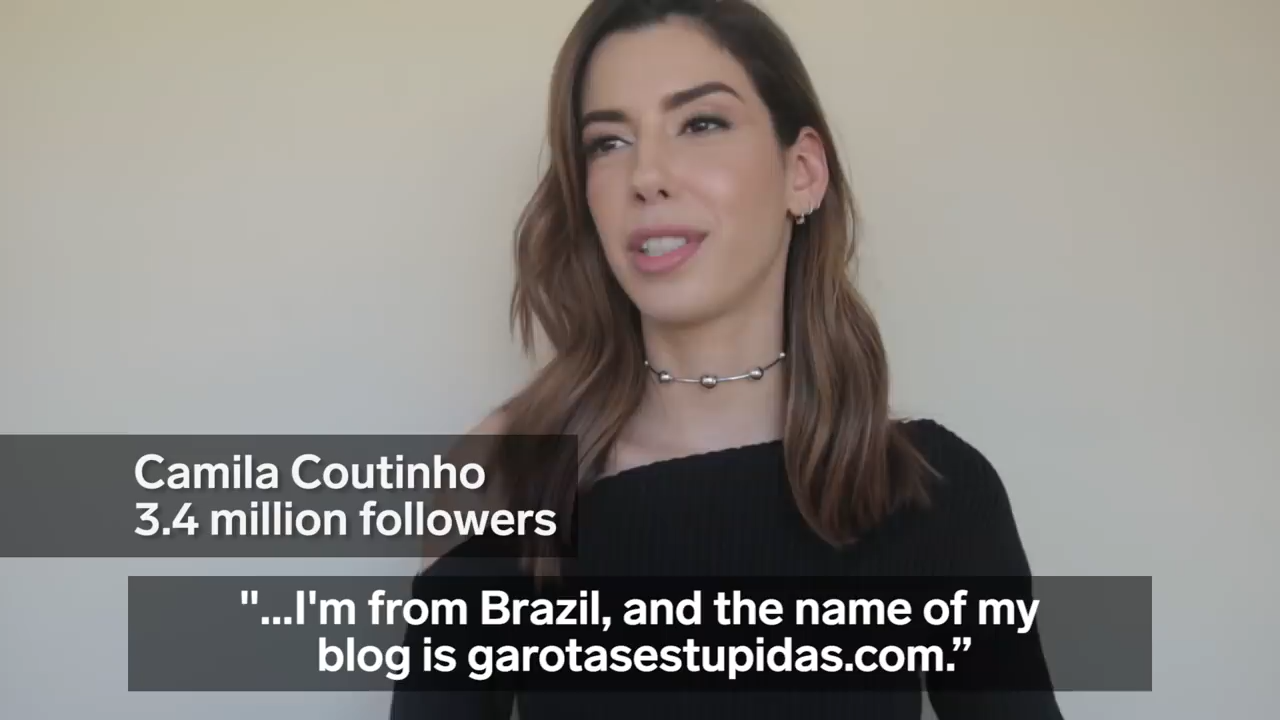 Camila Coutinho
3.4 million followers
"...I'm from Brazil, and the name of my
blog is garotasestupidas.com.”